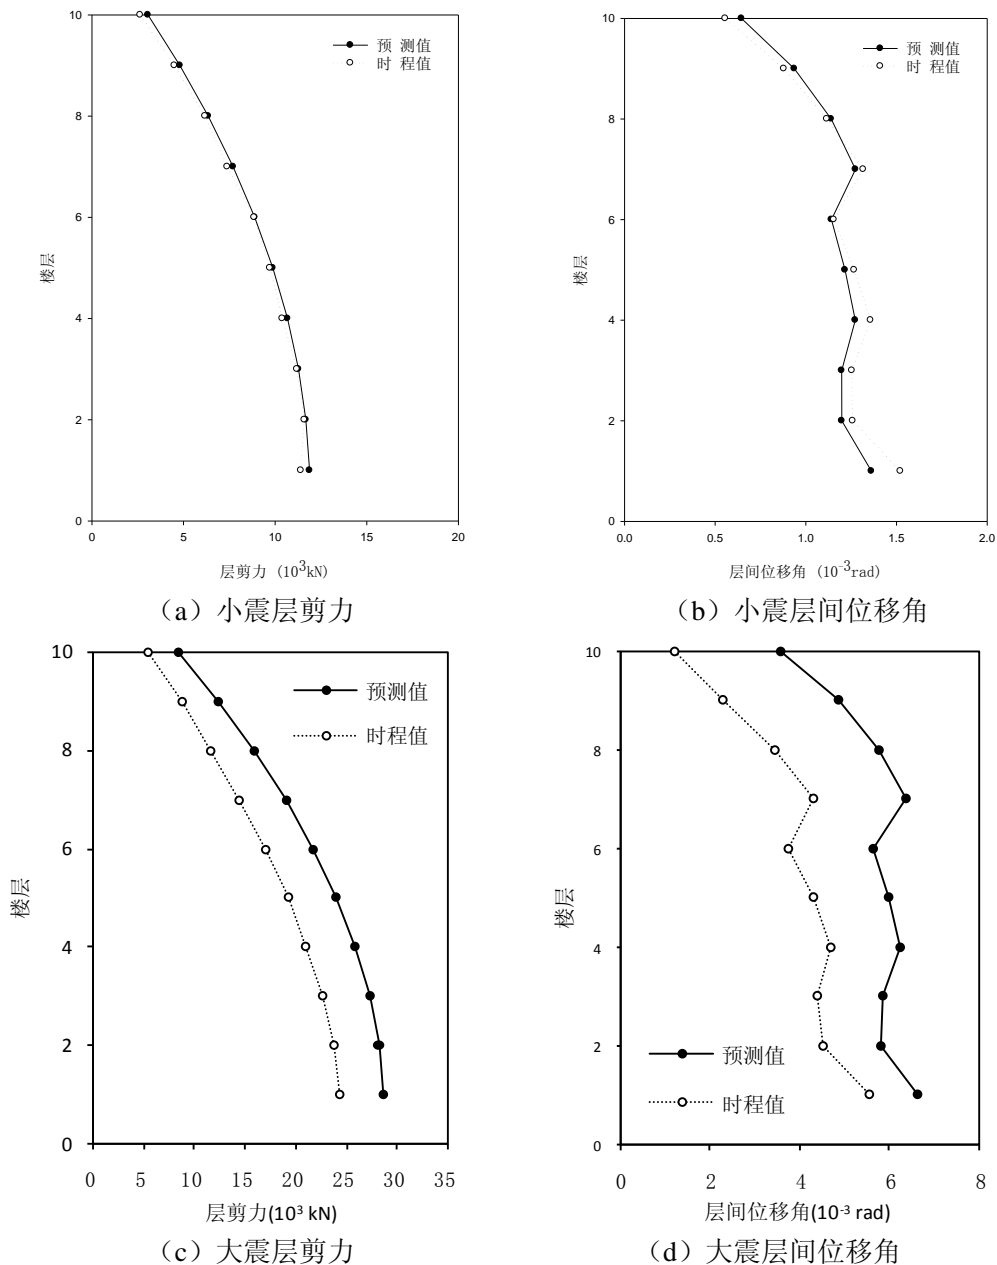 10
8
6
4
2
0
楼层
预 测值
时 程值
0
5
10
15
20
层剪力 (10³kN)
（a）小震层剪力
10
8
6
4
2
0
楼层
预 测值
时 程值
0.0
0.5
1.0
1.5
2.0
层间位移角 (10⁻³rad)
（b）小震层间位移角
10
8
6
4
2
0
楼层
预测值
时程值
0
5
10
15
20
25
30
35
层剪力(10³ kN)
（c）大震层剪力
10
8
6
4
2
0
楼层
预测值
时程值
0
2
4
6
8
层间位移角(10⁻³ rad)
（d）大震层间位移角